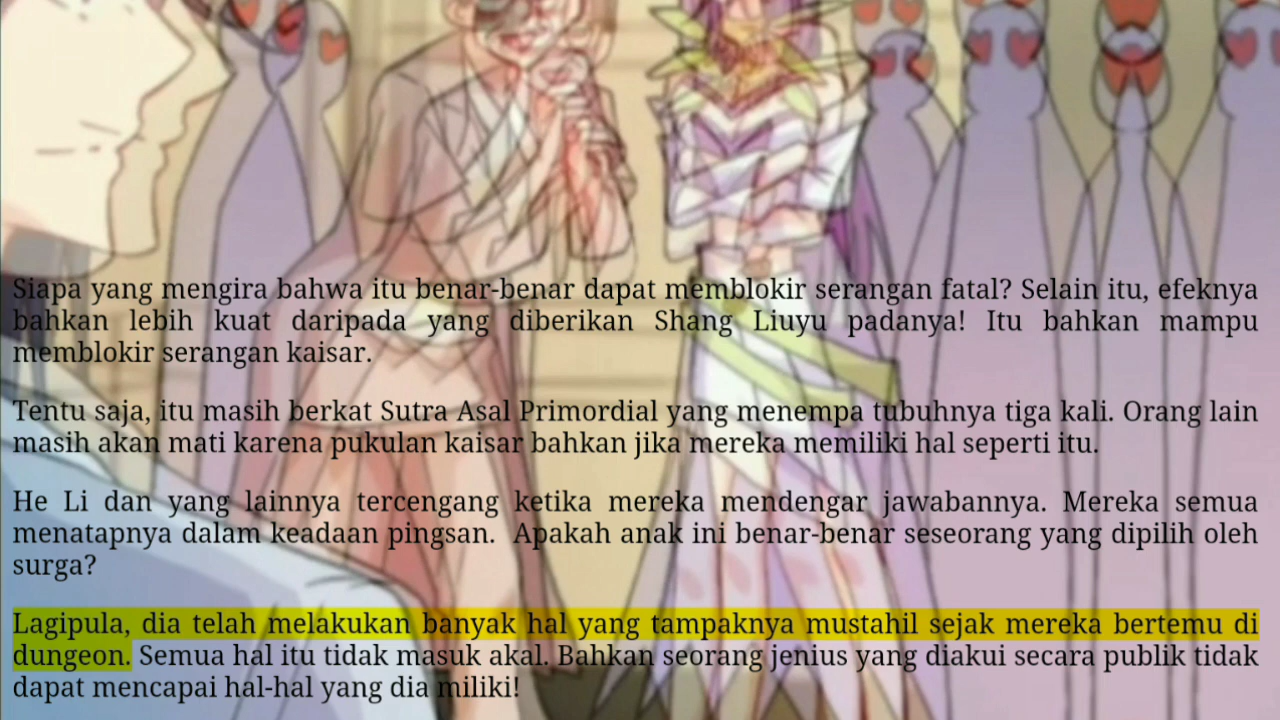 Siapa yang mengira bahwa itu benar-benar dapat memblokir serangan fatal? Selain itu, efeknya
bahkan lebih kuat daripada yang diberikan Shang Liuyu padanya! Itu bahkan mampu
memblokir serangan kaisar.
Tentu saja, itu masih berkat Sutra Asal Primordial yang menempa tubuhnya tiga kali. Orang lain
masih akan mati karena pukulan kaisar bahkan jika mereka memiliki hal seperti itu.
He Li dan yang lainnya tercengang ketika mereka mendengar jawabannya. Mereka semua
menatapnya dalam keadaan pingsan. Apakah anak ini benar-benar seseorang yang dipilih oleh
surga?
Lagipula, dia telah melakukan banyak hal yang tampaknya mustahil sejak mereka bertemu di
dungeon. Semua hal itu tidak masuk akal. Bahkan seorang jenius yang diakui secara publik tidak
dapat mencapai hal-hal yang dia miliki!